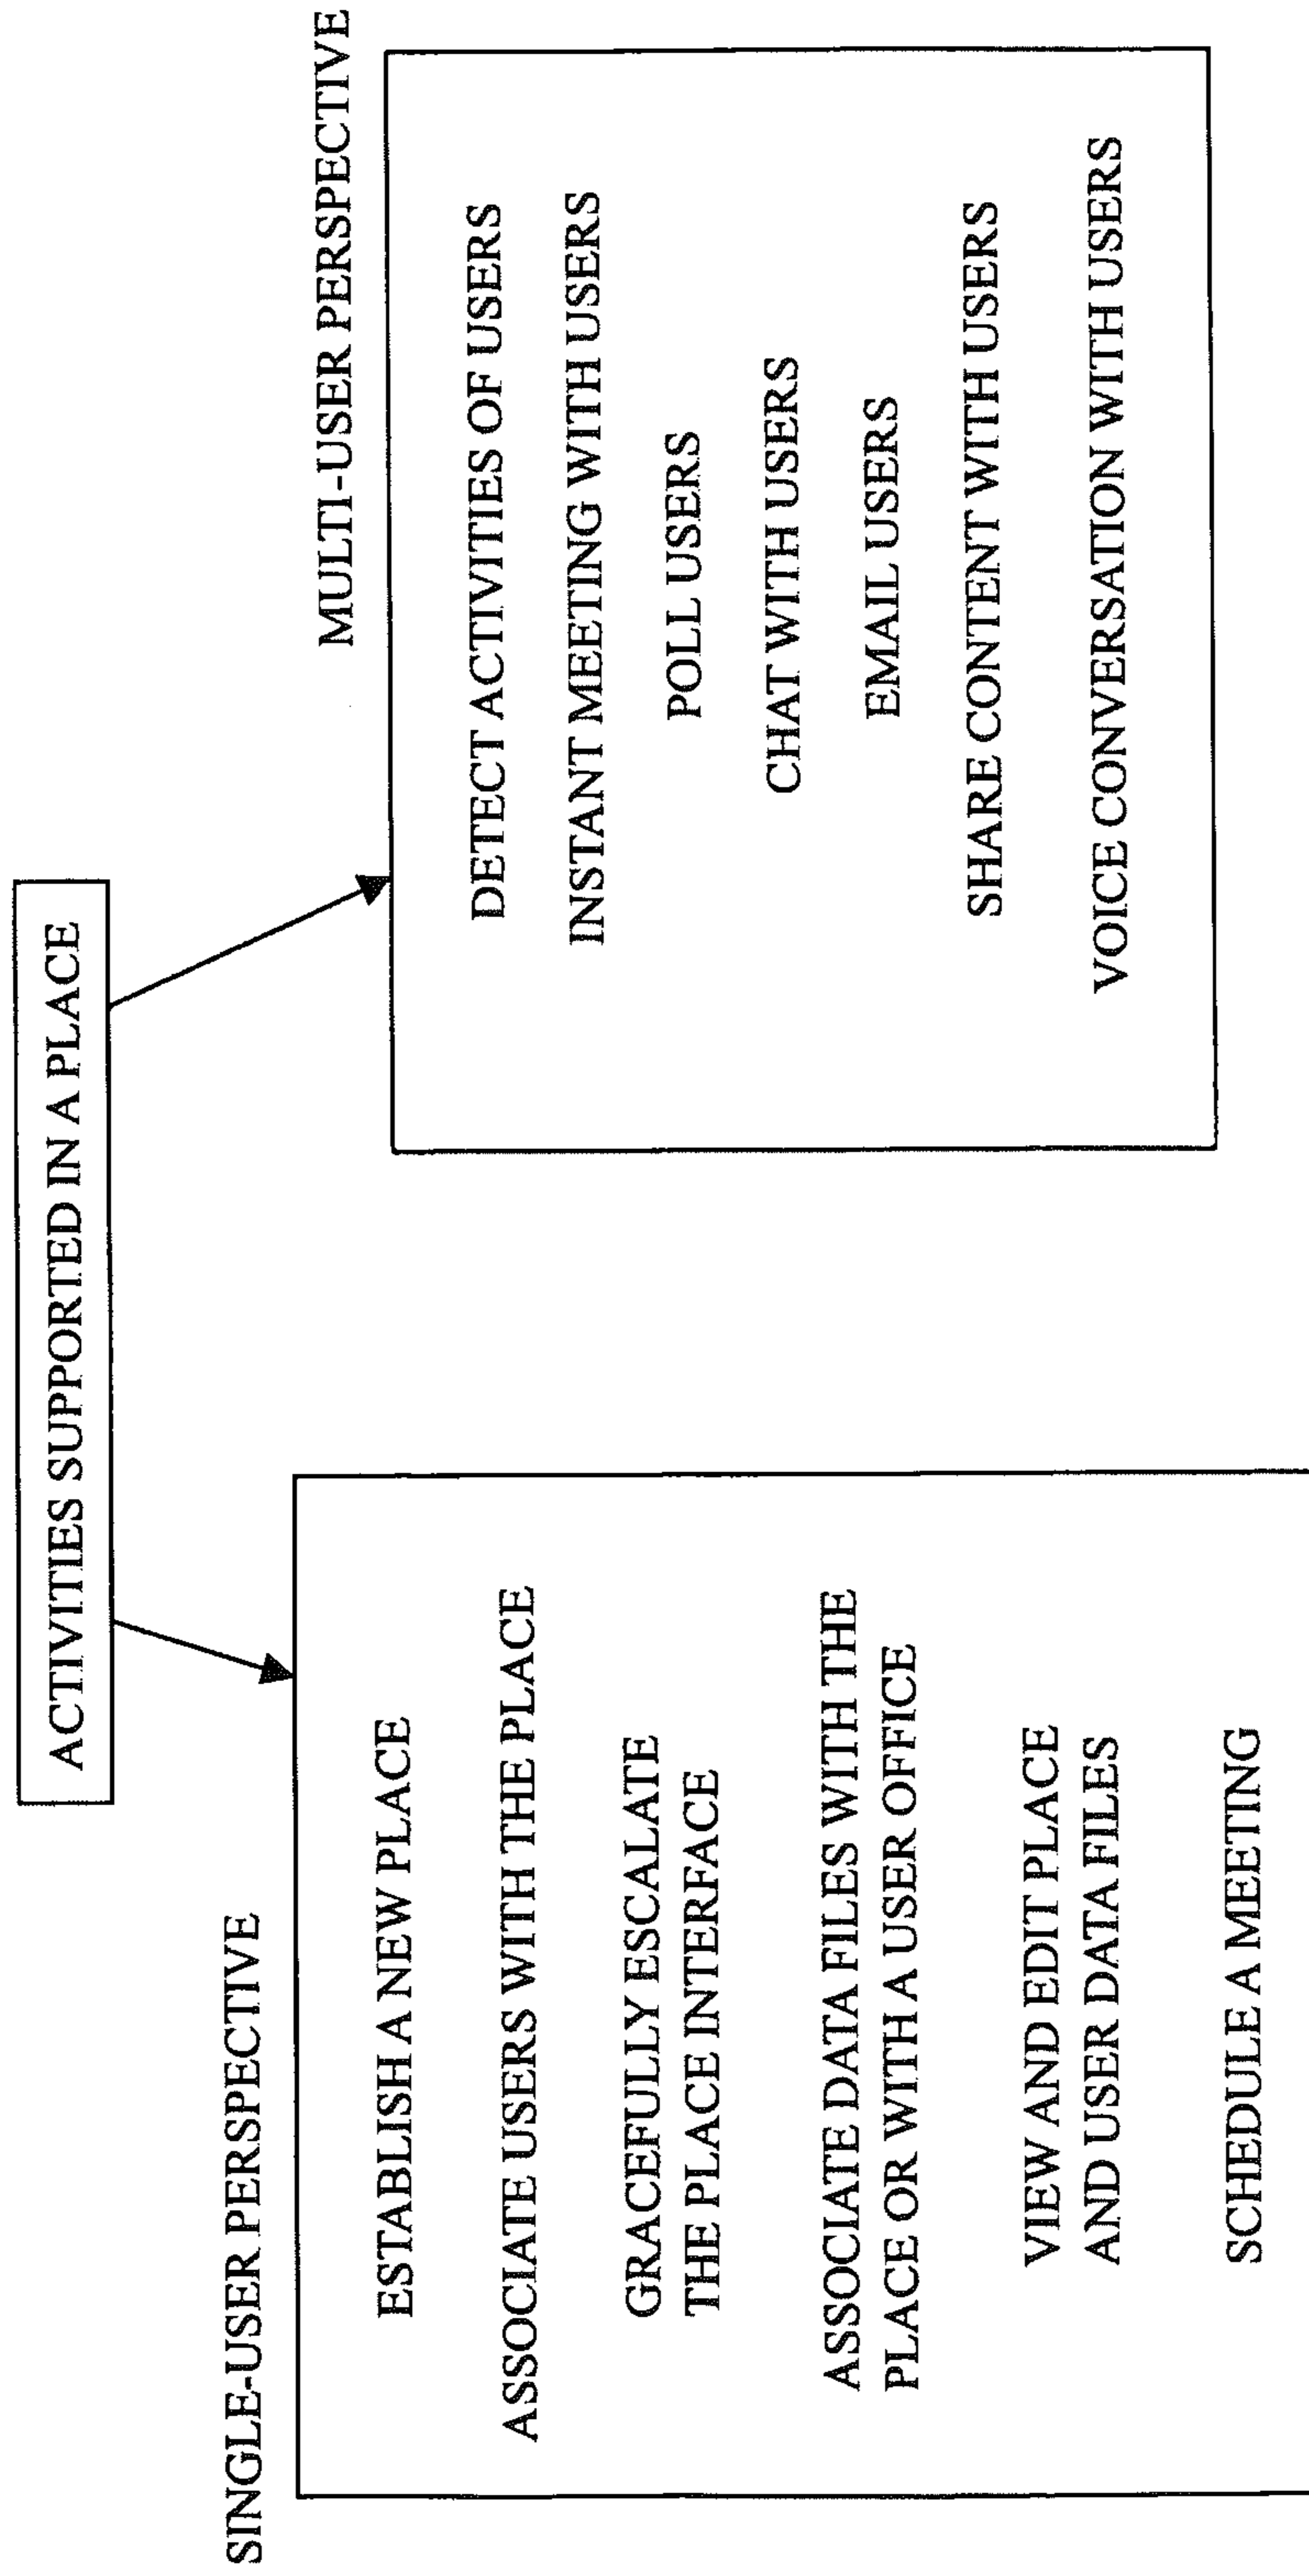 ACTIVITIES SUPPORTED IN A PLACE
SINGLE-USER PERSPECTIVE
ESTABLISH A NEW PLACE
ASSOCIATE USERS WITH THE PLACE
GRACEFULLY ESCALATE
THE PLACE INTERFACE
ASSOCIATE DATA FILES WITH THE
PLACE OR WITH A USER OFFICE
VIEW AND EDIT PLACE
AND USER DATA FILES
SCHEDULE A MEETING
MULTI-USER PERSPECTIVE
DETECT ACTIVITIES OF USERS
INSTANT MEETING WITH USERS
POLL USERS
CHAT WITH USERS
EMAIL USERS
SHARE CONTENT WITH USERS
VOICE CONVERSATION WITH USERS